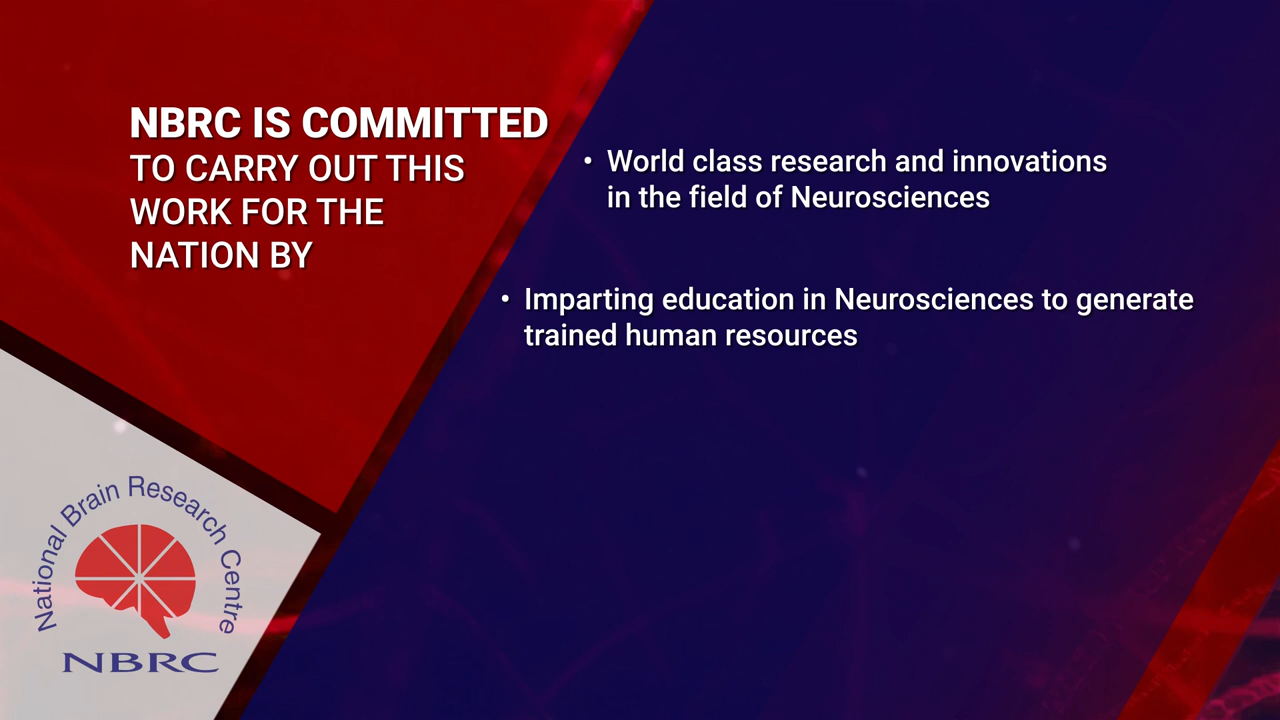 NBRC IS COMMITTED
TO CARRY OUT THIS
WORK FOR THE
NATION BY
• World class research and innovations
in the field of Neurosciences
• Imparting education in Neurosciences to generate
trained human resources
National Brain Research Centre
NBRC